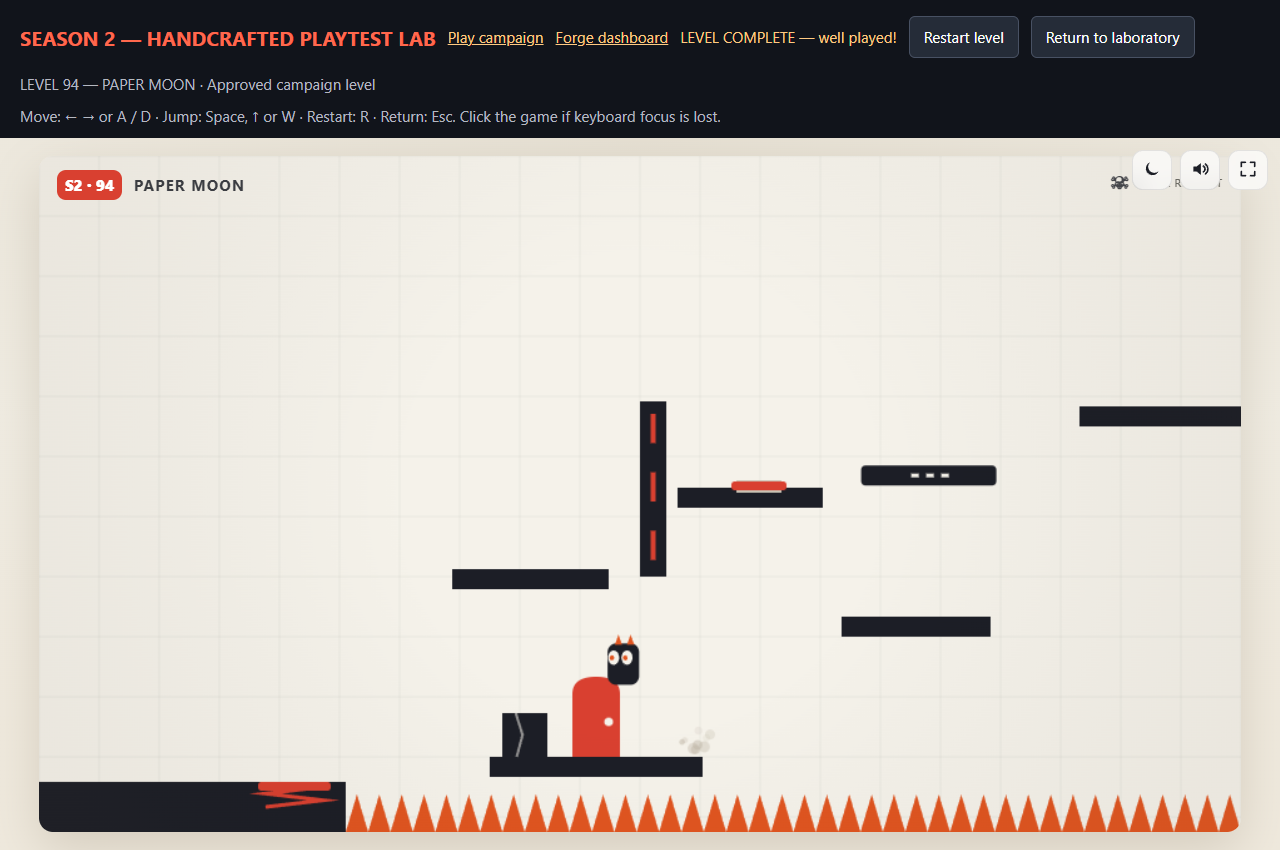 SEASON 2 — HANDCRAFTED PLAYTEST LAB Play campaign Forge dashboard LEVEL COMPLETE — well played! Restart level Return to laboratory
LEVEL 94 — PAPER MOON · Approved campaign level
Move: ← → or A / D · Jump: Space, ↑ or W · Restart: R · Return: Esc. Click the game if keyboard focus is lost.
S2 · 94 PAPER MOON